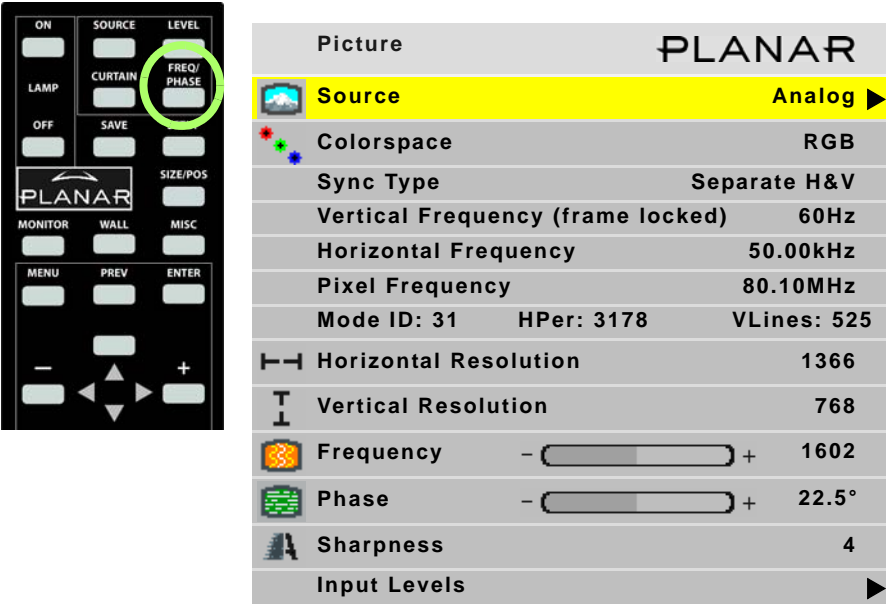 ON SOURCE LEVEL
FREQ/
CURTAIN PHASE
LAMP
OFF SAVE
SIZE/POS
PLANAR
MONITOR WALL MISC
MENU PREV ENTER
− +
Picture PLANAR
Source Analog
Colorspace RGB
Sync Type Separate H&V
Vertical Frequency (frame locked) 60Hz
Horizontal Frequency 50.00kHz
Pixel Frequency 80.10MHz
Mode ID: 31 HPer: 3178 VLines: 525
Horizontal Resolution 1366
Vertical Resolution 768
Frequency − + 1602
Phase − + 22.5°
Sharpness 4
Input Levels